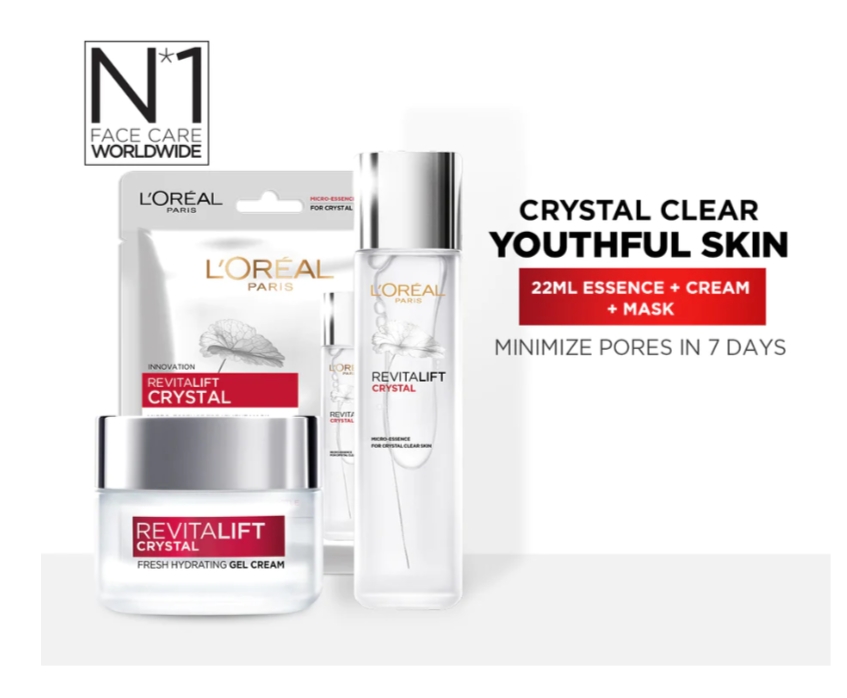 N*1
FACE CARE
WORLDWIDE
L'ORÉAL
PARIS
MICRO-ESSENCE
FOR CRYSTAL
L'ORÉAL
PARIS
INNOVATION
REVITALIFT
CRYSTAL
L'ORÉAL
PARIS
REVITALIFT
CRYSTAL
MICRO-ESSENCE
FOR CRYSTAL CLEAR SKIN
REVITALIFT
CRYSTAL
FRESH HYDRATING GEL CREAM
CRYSTAL CLEAR
YOUTHFUL SKIN
22ML ESSENCE + CREAM
+ MASK
MINIMIZE PORES IN 7 DAYS